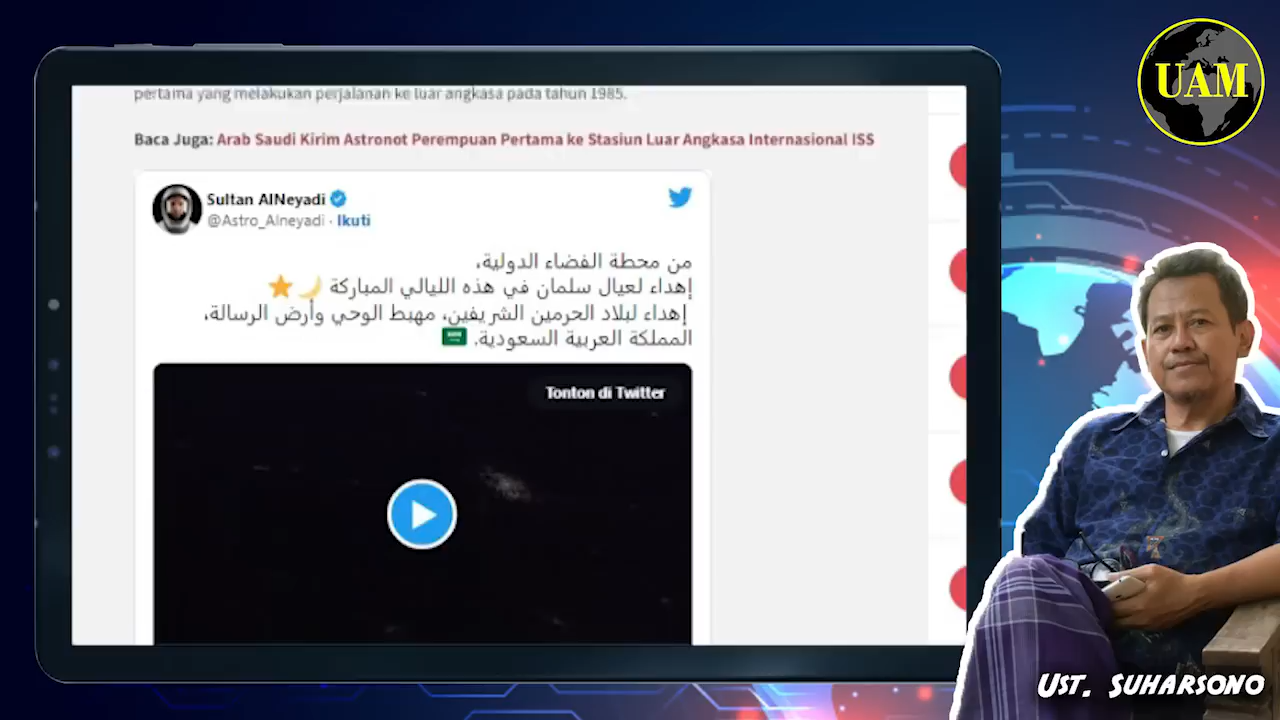 UAM
pertama yang melakukan perjalanan ke luar angkasa pada tahun 1985.
Baca Juga: Arab Saudi Kirim Astronot Perempuan Pertama ke Stasiun Luar Angkasa Internasional ISS
Sultan AlNeyadi
@Astro_Alneyadi · Ikuti
من محطة الفضاء الدولية،
إهداء لعيال سلمان في هذه الليالي المباركة 🌙⭐
إهداء لبلاد الحرمين الشريفين، مهبط الوحي وأرض الرسالة،
المملكة العربية السعودية. 🇸🇦
Tonton di Twitter
UST. SUHARSONO